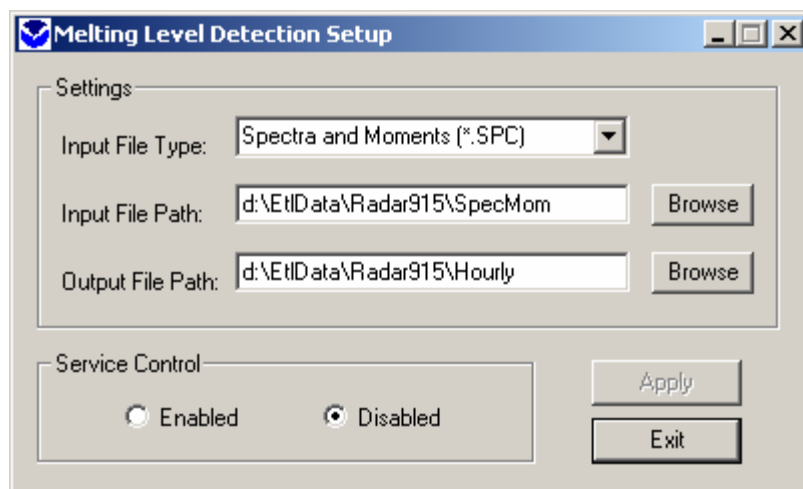 Melting Level Detection Setup
Settings
Input File Type: Spectra and Moments (*.SPC)
Input File Path: d:\EtlData\Radar915\SpecMom Browse
Output File Path: d:\EtlData\Radar915\Hourly Browse
Service Control
Enabled Disabled
Apply
Exit